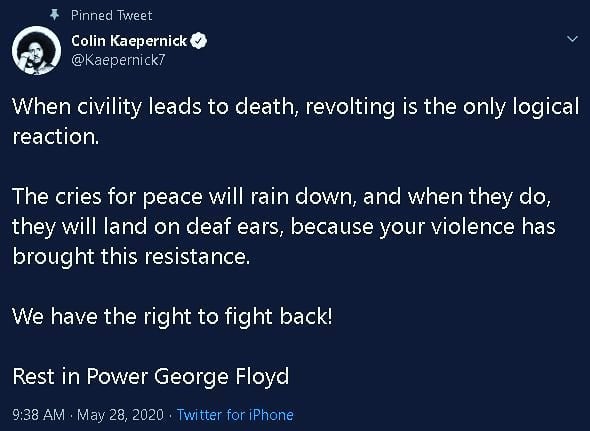 Pinned Tweet
Colin Kaepernick
@Kaepernick7
When civility leads to death, revolting is the only logical
reaction.
The cries for peace will rain down, and when they do,
they will land on deaf ears, because your violence has
brought this resistance.
We have the right to fight back!
Rest in Power George Floyd
9:38 AM · May 28, 2020 · Twitter for iPhone